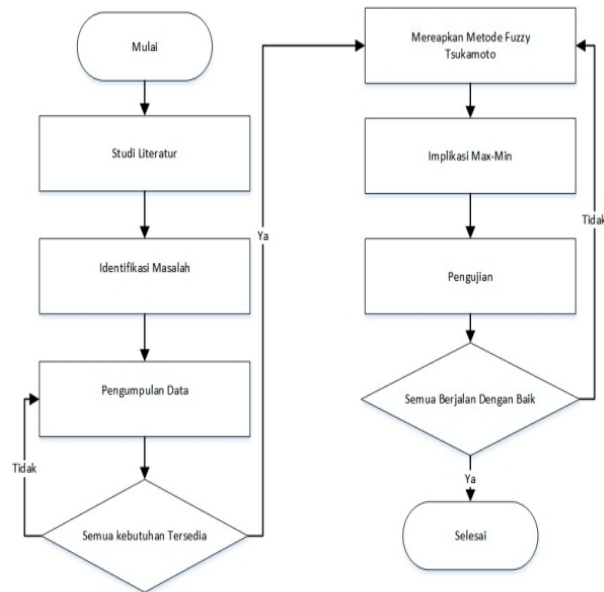 Mulai
Studi Literatur
Identifikasi Masalah
Pengumpulan Data
Tidak
Semua kebutuhan Tersedia
Ya
Mereapkan Metode Fuzzy
Tsukamoto
Implikasi Max-Min
Pengujian
Tidak
Semua Berjalan Dengan Baik
Ya
Selesai